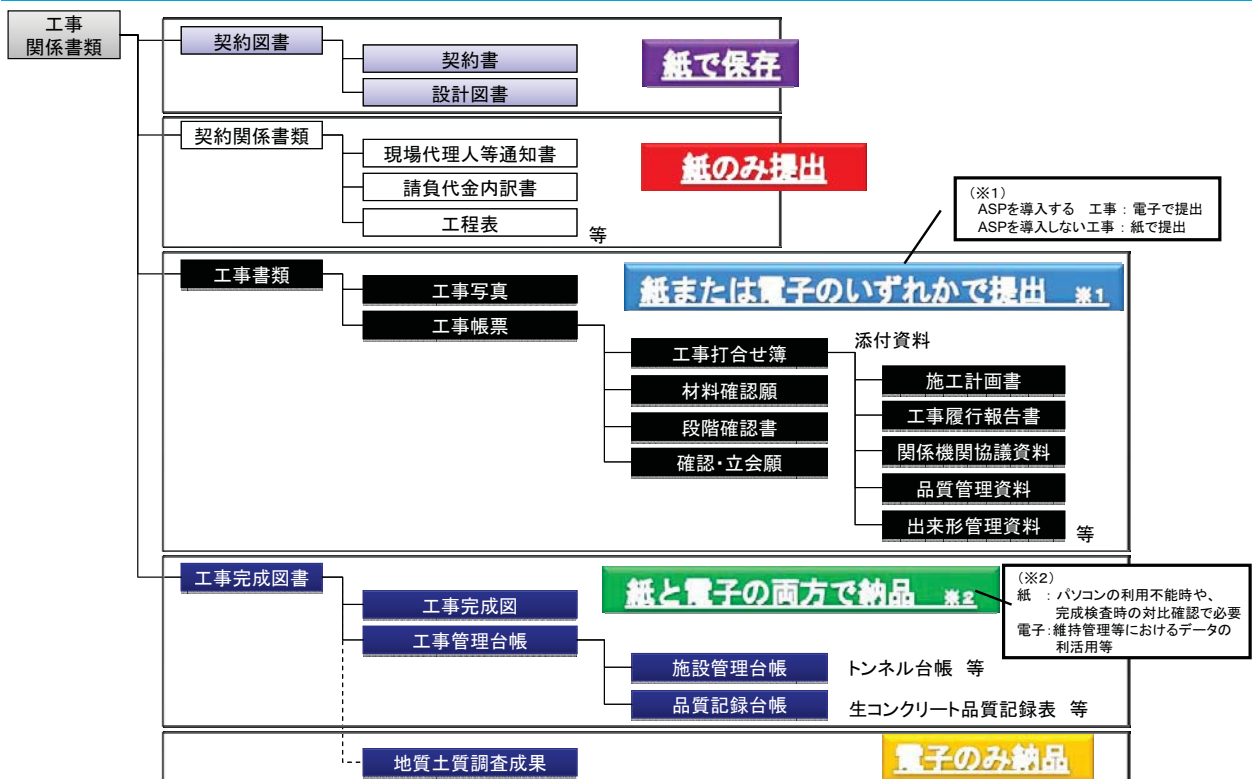 工事
関係書類
契約図書
契約書
設計図書
紙で保存
契約関係書類
現場代理人等通知書
請負代金内訳書
工程表
等
紙のみ提出
(※1)
ASPを導入する 工事:電子で提出
ASPを導入しない工事:紙で提出
工事書類
工事写真
工事帳票
紙または電子のいずれかで提出 ※1
工事打合せ簿
材料確認願
段階確認書
確認・立会願
添付資料
施工計画書
工事履行報告書
関係機関協議資料
品質管理資料
出来形管理資料
等
工事完成図書
工事完成図
工事管理台帳
紙と電子の両方で納品 ※2
(※2)
紙 :パソコンの利用不能時や、
完成検査時の対比確認で必要
電子:維持管理等におけるデータの
利活用等
施設管理台帳
トンネル台帳 等
品質記録台帳
生コンクリート品質記録表 等
地質土質調査成果
電子のみ納品